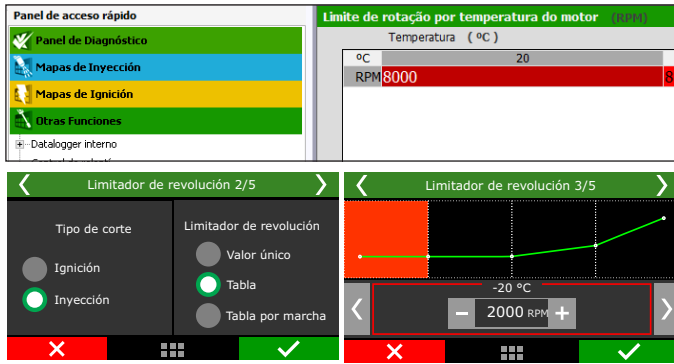 Panel de acceso rápido
Panel de Diagnóstico
Mapas de Inyección
Mapas de Ignición
Otras Funciones
Datalogger interno
Limite de rotação por temperatura do motor (RPM)
Temperatura ( ºC )
ºC 20
RPM 8000 8
Limitador de revolución 2/5
Tipo de corte
Ignición
Inyección
Limitador de revolución
Valor único
Tabla
Tabla por marcha
Limitador de revolución 3/5
-20 °C
2000 RPM